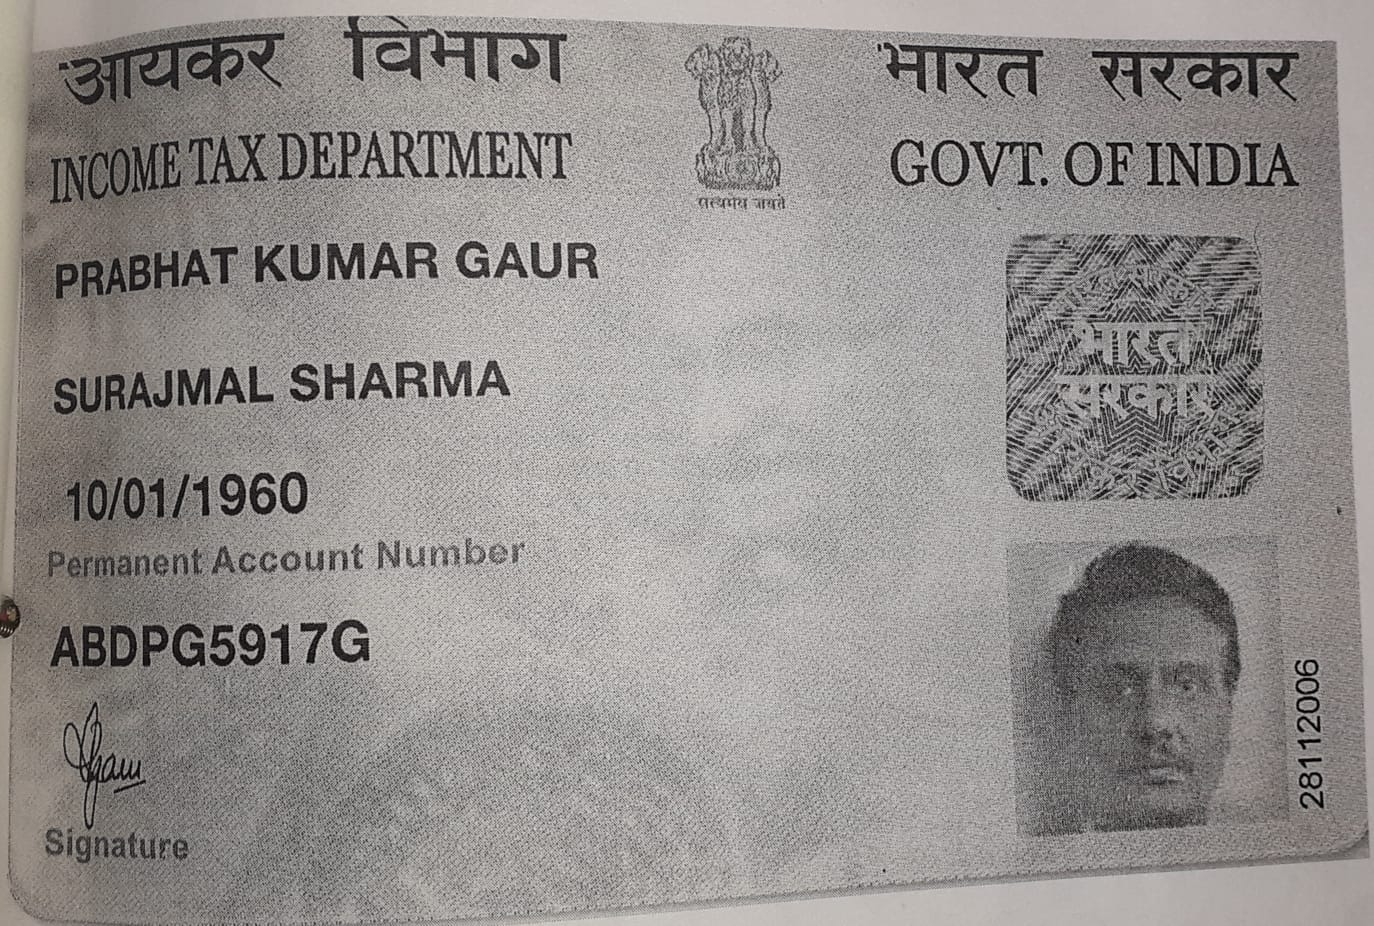 आयकर विभाग
भारत सरकार
INCOME TAX DEPARTMENT
GOVT. OF INDIA
सत्यमेव जयते
PRABHAT KUMAR GAUR
SURAJMAL SHARMA
भारत
सरकार
10/01/1960
Permanent Account Number
ABDPG5917G
28112006
Signature